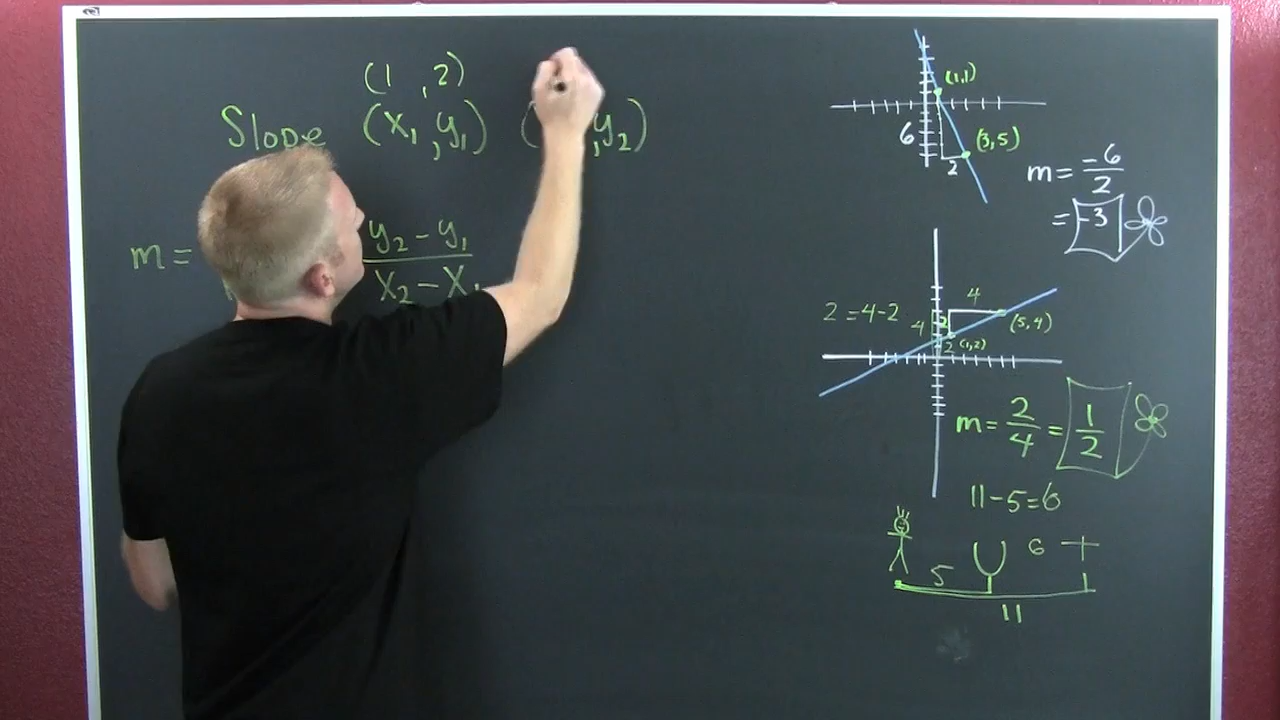 (1 , 2)
Slope (x₁, y₁) ( , y₂)
m = y₂ - y₁
x₂ - x₁
(1,1)
6
(3,5)
2
m = -6
2
= -3
4
2 = 4-2
4
2
(5,4)
2
(1,2)
m = 2/4 = 1/2
11-5=6
5
6
11